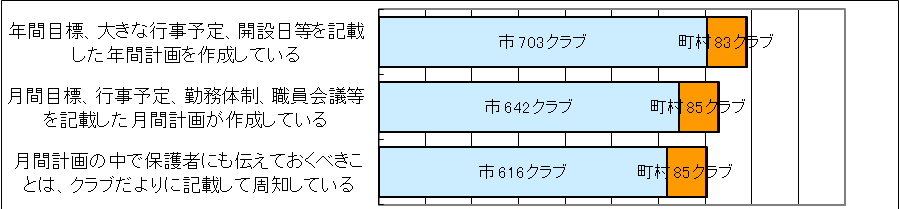 年間目標、大きな行事予定、開設日等を記載
した年間計画を作成している
市703クラブ
町村83クラブ
月間目標、行事予定、勤務体制、職員会議等
を記載した月間計画が作成している
市642クラブ
町村85クラブ
月間計画の中で保護者にも伝えておくべきこ
とは、クラブだよりに記載して周知している
市616クラブ
町村85クラブ